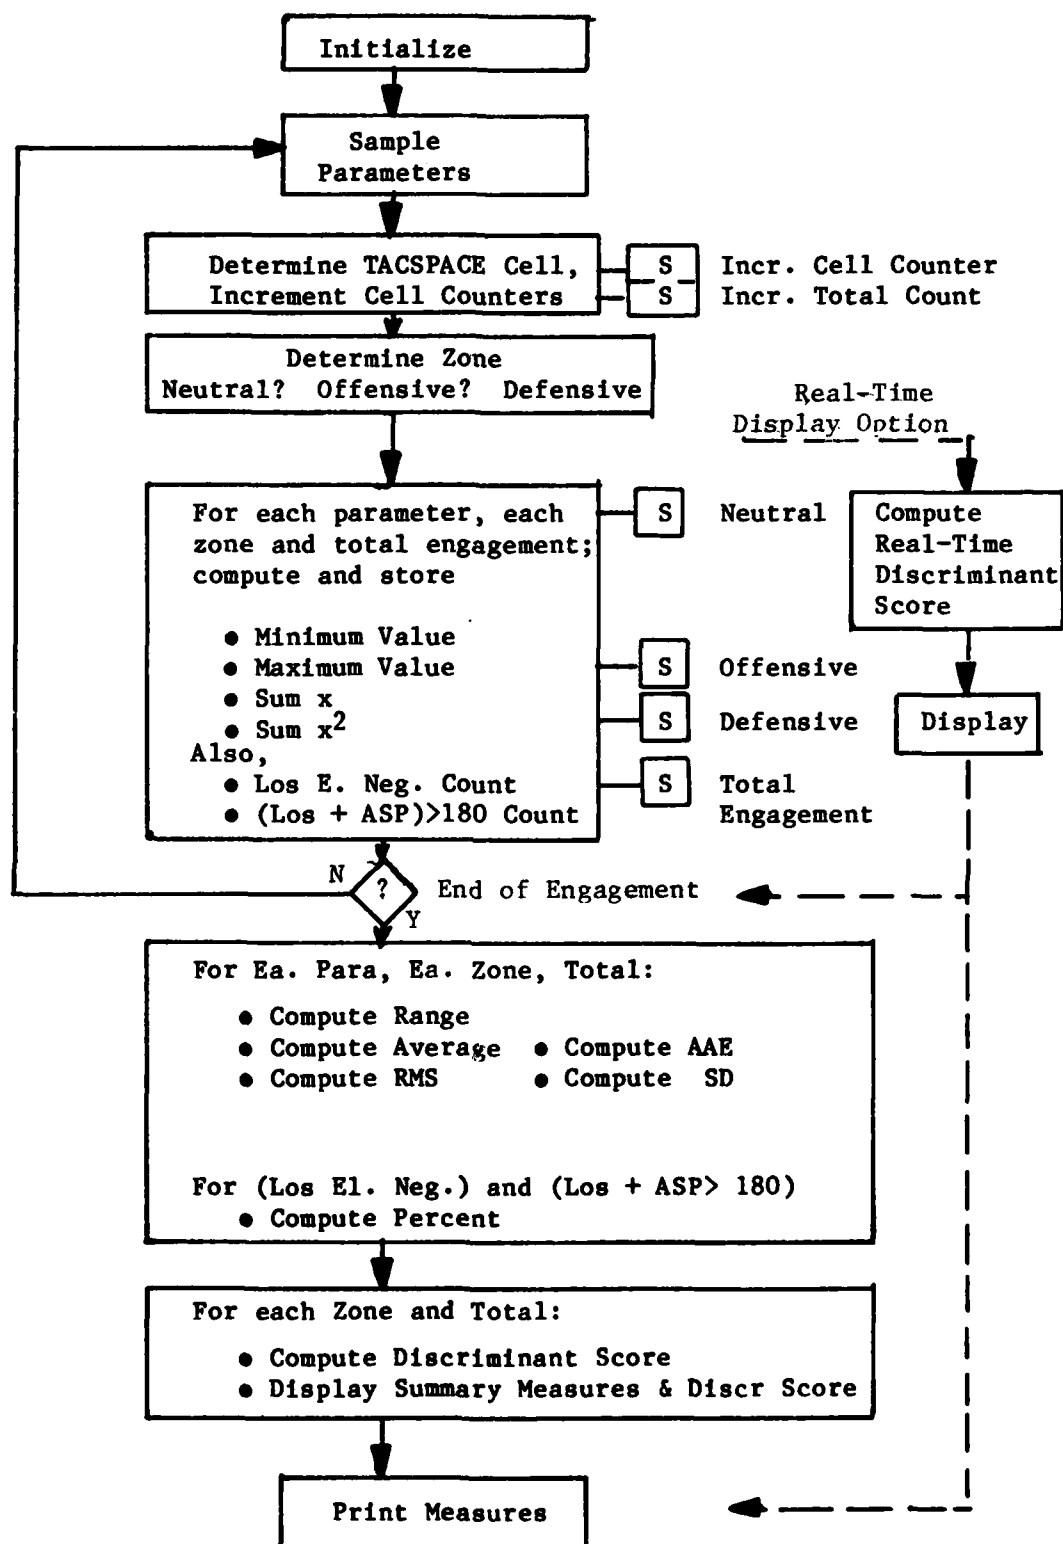 Initialize
Sample
Parameters
Determine TACSPACE Cell,
Increment Cell Counters
S
S
Incr. Cell Counter
Incr. Total Count
Determine Zone
Neutral? Offensive? Defensive
Real-Time
Display Option
For each parameter, each
zone and total engagement;
compute and store
● Minimum Value
● Maximum Value
● Sum x
● Sum x²
Also,
● Los E. Neg. Count
● (Los + ASP)>180 Count
S Neutral
S Offensive
S Defensive
S Total
Engagement
Compute
Real-Time
Discriminant
Score
Display
N
?
Y
End of Engagement
For Ea. Para, Ea. Zone, Total:
● Compute Range
● Compute Average ● Compute AAE
● Compute RMS ● Compute SD
For (Los El. Neg.) and (Los + ASP> 180)
● Compute Percent
For each Zone and Total:
● Compute Discriminant Score
● Display Summary Measures & Discr Score
Print Measures